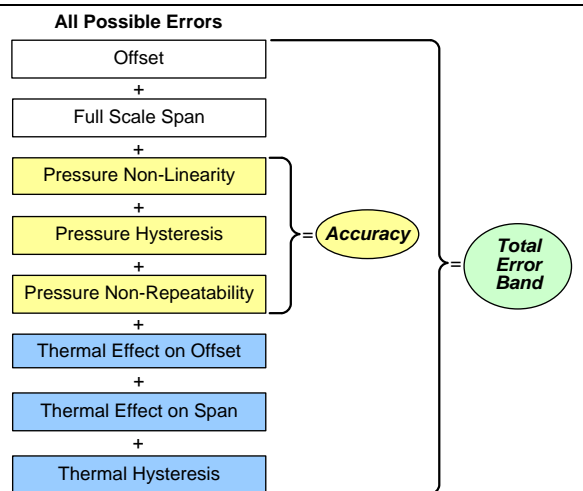 All Possible Errors
Offset
+
Full Scale Span
+
Pressure Non-Linearity
+
Pressure Hysteresis
+
Pressure Non-Repeatability
+
Thermal Effect on Offset
+
Thermal Effect on Span
+
Thermal Hysteresis
= Accuracy
= Total
Error
Band